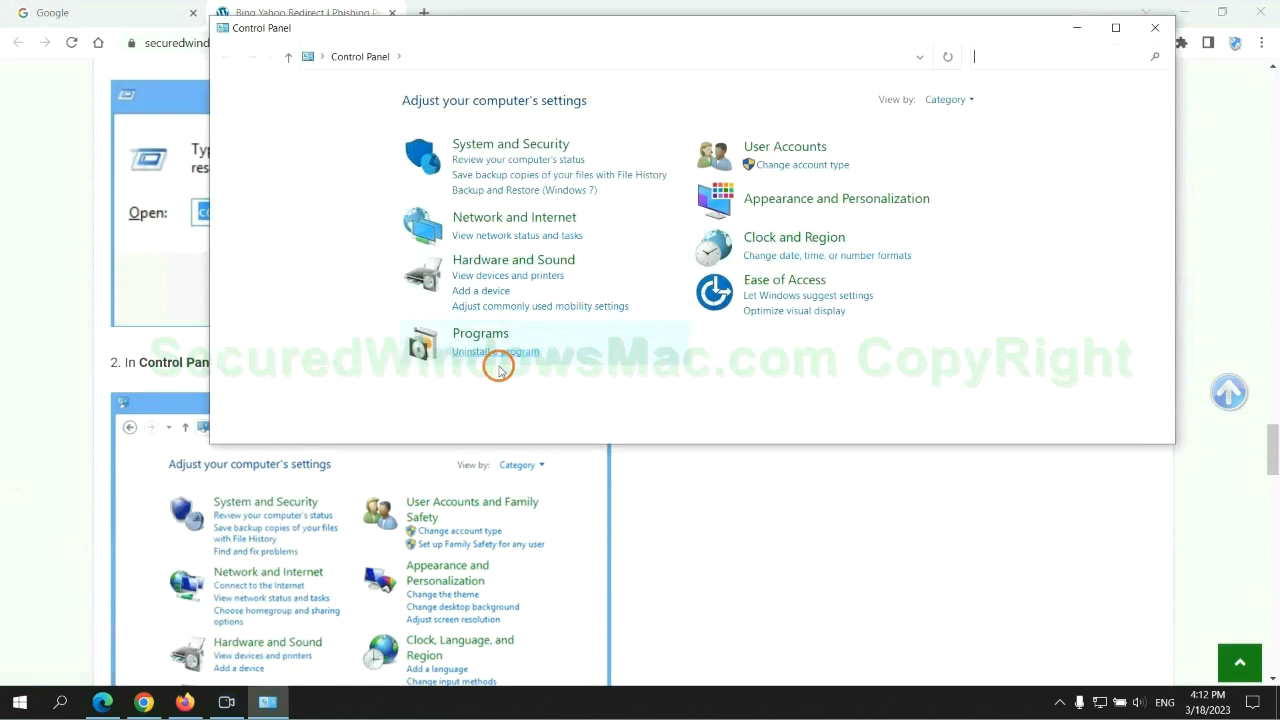 Google
Bing Yahoo Redirect | Phishing Pu
securedwind
Control Panel
Control Panel
Adjust your computer's settings
View by: Category
System and Security
Review your computer's status
Save backup copies of your files with File History
Backup and Restore (Windows 7)
Network and Internet
View network status and tasks
Hardware and Sound
View devices and printers
Add a device
Adjust commonly used mobility settings
Programs
Uninstall a program
User Accounts
Change account type
Appearance and Personalization
Clock and Region
Change date, time, or number formats
Ease of Access
Let Windows suggest settings
Optimize visual display
Open:
SecuredWindowsMac.com CopyRight
2. In Control Pan
Adjust your computer's settings
View by: Category
System and Security
Review your computer's status
Save backup copies of your files
with File History
Find and fix problems
Network and Internet
Connect to the Internet
View network status and tasks
Choose homegroup and sharing
options
Hardware and Sound
View devices and printers
Add a device
User Accounts and Family
Safety
Change account type
Set up Family Safety for any user
Appearance and
Personalization
Change the theme
Change desktop background
Adjust screen resolution
Clock, Language, and
Region
Add a language
Change input methods
ENG
4:12 PM
3/18/2023